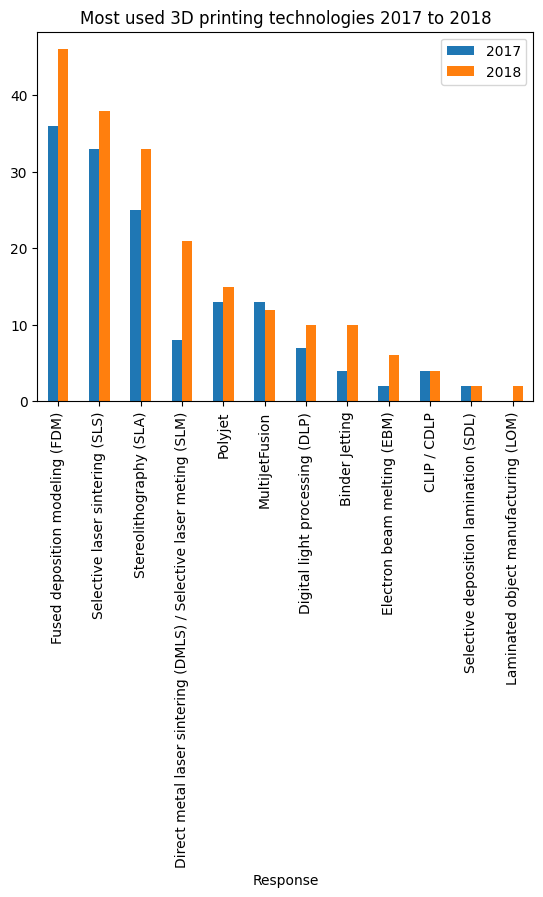 Most used 3D printing technologies 2017 to 2018
2017
2018
40
30
20
10
0
Fused deposition modeling (FDM)
Selective laser sintering (SLS)
Stereolithography (SLA)
Direct metal laser sintering (DMLS) / Selective laser meting (SLM)
Polyjet
MultiJetFusion
Digital light processing (DLP)
Binder Jetting
Electron beam melting (EBM)
CLIP / CDLP
Selective deposition lamination (SDL)
Laminated object manufacturing (LOM)
Response